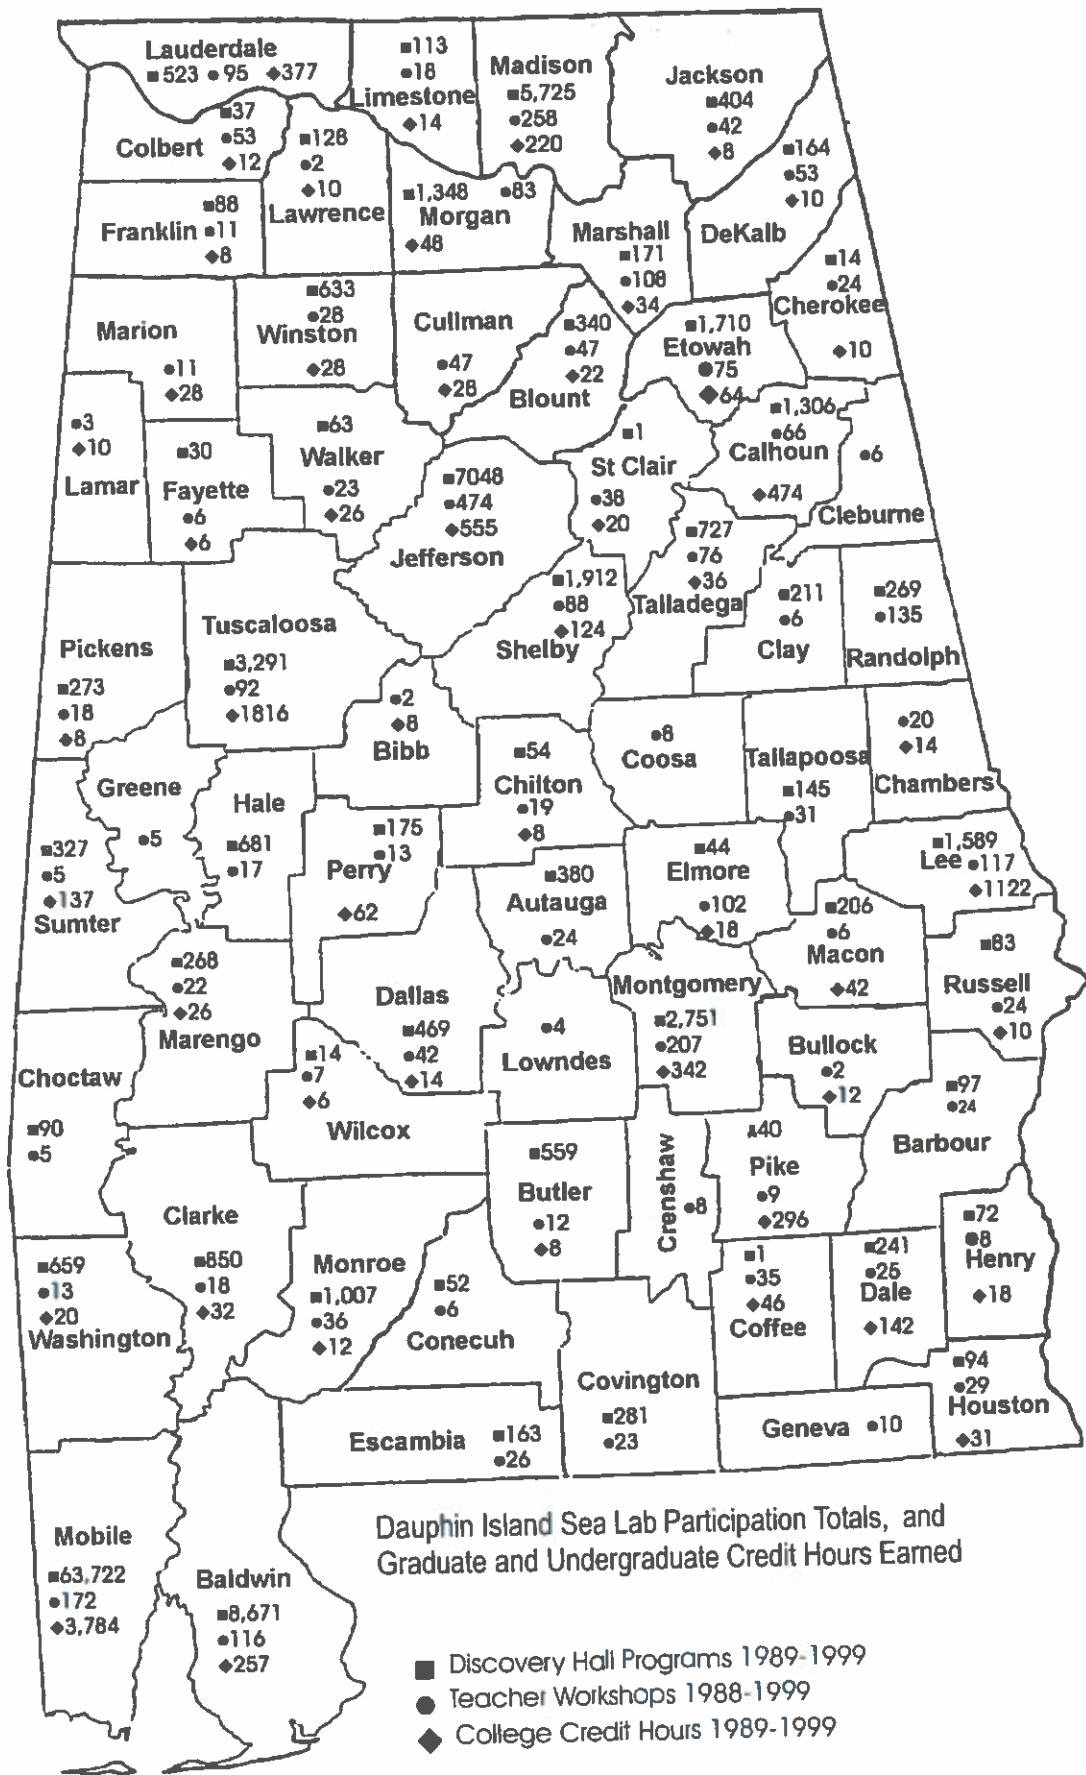 Lauderdale
■523 ●95 ◆377
■113
●18
Limestone
◆14
Madison
■5,725
●258
◆220
Jackson
■404
●42
◆8
Colbert
■37
●53
◆12
■128
●2
◆10
Lawrence
■1,348 ●83
Morgan
◆48
■164
●53
◆10
DeKalb
Franklin
■88
■11
◆8
Marshall
■171
●108
◆34
■14
●24
Cherokee
◆10
Marion
●11
◆28
■633
●28
Winston
◆28
Cullman
●47
◆28
■340
●47
◆22
Blount
■1,710
Etowah
●75
◆64
●3
◆10
Lamar
■30
Fayette
●6
◆6
■63
Walker
●23
◆26
■7048
●474
◆555
Jefferson
■1
St Clair
●38
◆20
■1,306
●66
Calhoun
◆474
●6
Cleburne
■727
●76
◆36
Talladega
■1,912
●88
◆124
Shelby
■211
●6
Clay
■269
●135
Randolph
Pickens
■273
●18
◆8
Tuscaloosa
■3,291
●92
◆1816
●2
◆8
Bibb
■54
Chilton
●19
◆8
●8
Coosa
Tallapoosa
■145
●31
●20
◆14
Chambers
Greene
●5
Hale
■681
●17
■175
●13
Perry
◆62
■327
●5
◆137
Sumter
■380
Autauga
●24
■44
Elmore
●102
◆18
■1,589
Lee ●117
◆1122
■206
●6
Macon
◆42
■83
Russell
●24
◆10
■268
●22
◆26
Marengo
Dallas
■469
●42
◆14
●4
Lowndes
Montgomery
■2,751
●207
◆342
Bullock
●2
◆12
Choctaw
■90
●5
■14
●7
◆6
Wilcox
■97
●24
Barbour
Clarke
■850
●18
◆32
■559
Butler
●12
◆8
Crenshaw
●8
▲40
Pike
●9
◆296
■72
●8
Henry
◆18
■659
●13
◆20
Washington
Monroe
■1,007
●36
◆12
■52
●6
Conecuh
■1
●35
◆46
Coffee
■241
●25
Dale
◆142
Covington
■281
●23
■94
●29
Houston
◆31
Escambia
■163
●26
Geneva ●10
Mobile
■63,722
●172
◆3,784
Baldwin
■8,671
●116
◆257
Dauphin Island Sea Lab Participation Totals, and
Graduate and Undergraduate Credit Hours Earned
■ Discovery Hall Programs 1989-1999
● Teacher Workshops 1988-1999
◆ College Credit Hours 1989-1999